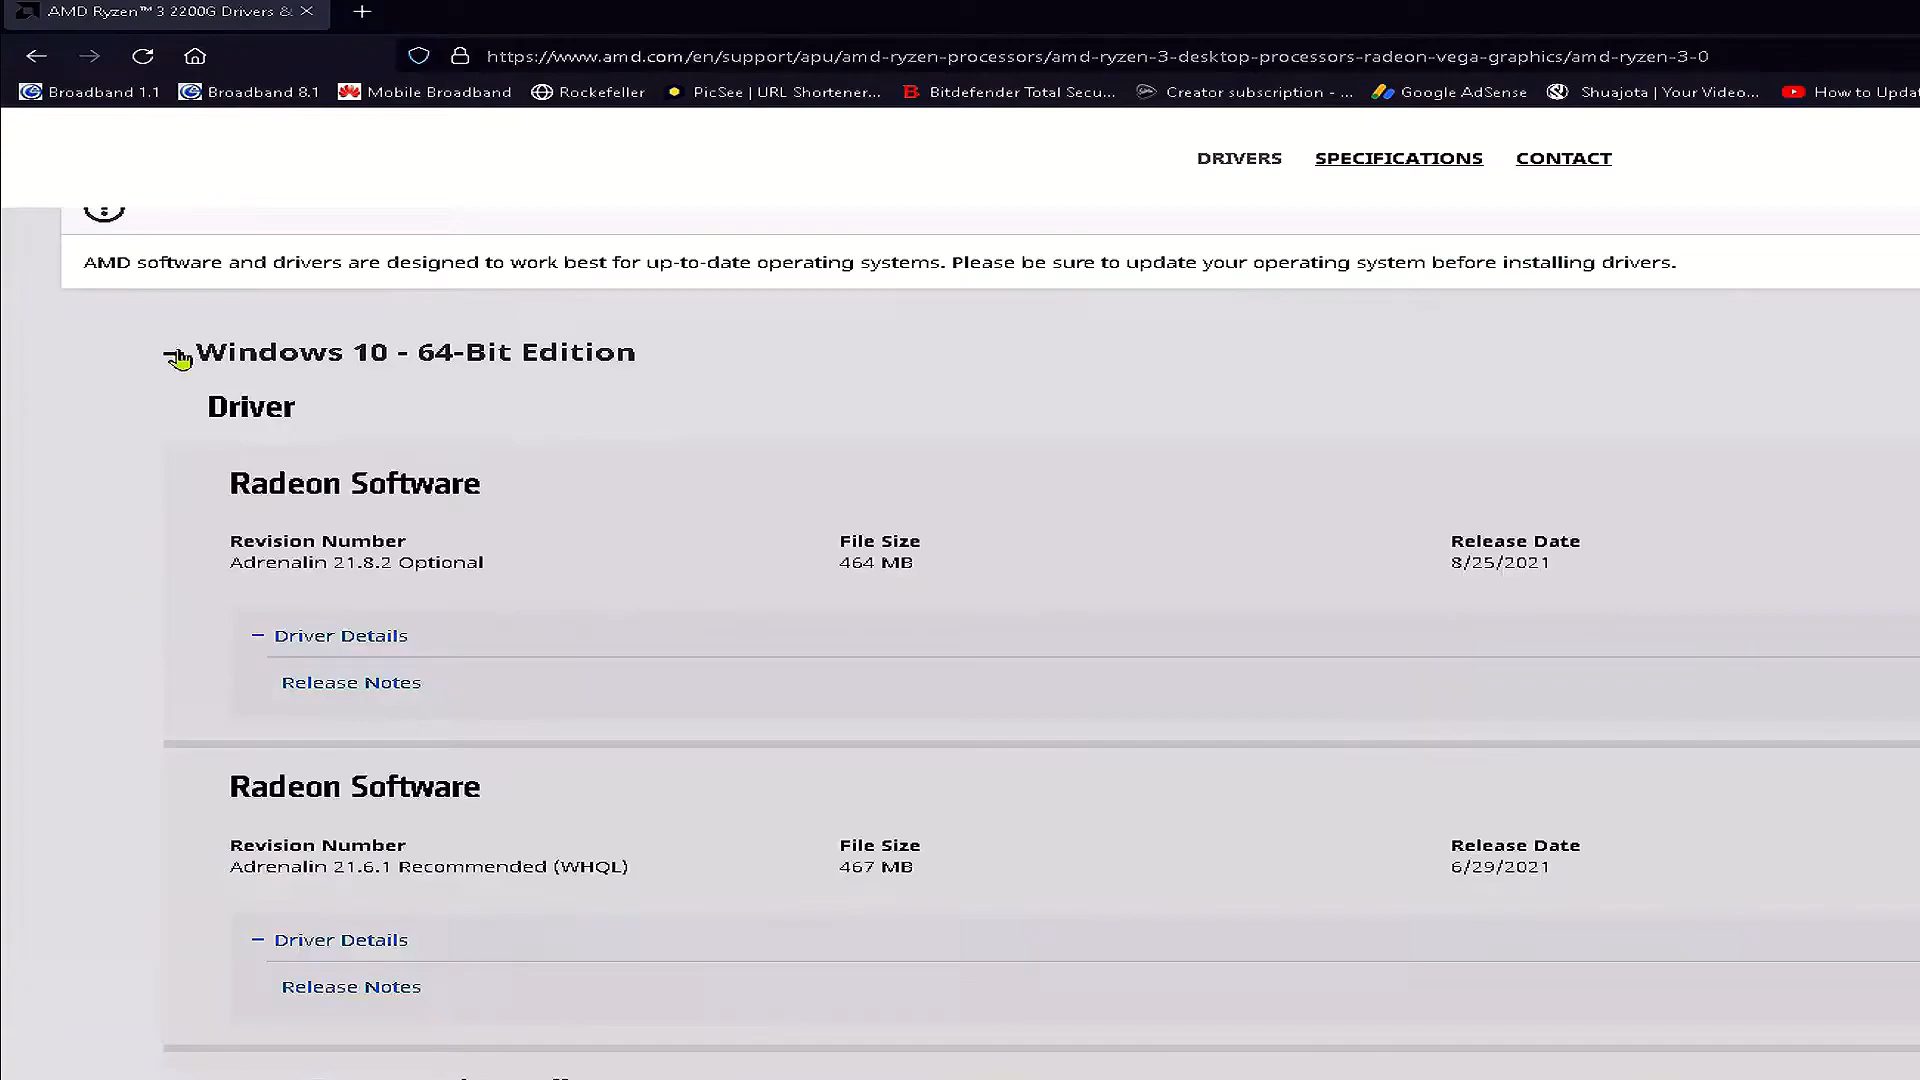 AMD Ryzen™ 3 2200G Drivers &
https://www.amd.com/en/support/apu/amd-ryzen-processors/amd-ryzen-3-desktop-processors-radeon-vega-graphics/amd-ryzen-3-0
Broadband 1.1 Broadband 8.1 Mobile Broadband Rockefeller PicSee | URL Shortener... Bitdefender Total Secu... Creator subscription - ... Google AdSense Shuajota | Your Video... How to Updat
DRIVERS SPECIFICATIONS CONTACT
AMD software and drivers are designed to work best for up-to-date operating systems. Please be sure to update your operating system before installing drivers.
Windows 10 - 64-Bit Edition
Driver
Radeon Software
Revision Number File Size Release Date
Adrenalin 21.8.2 Optional 464 MB 8/25/2021
Driver Details
Release Notes
Radeon Software
Revision Number File Size Release Date
Adrenalin 21.6.1 Recommended (WHQL) 467 MB 6/29/2021
Driver Details
Release Notes